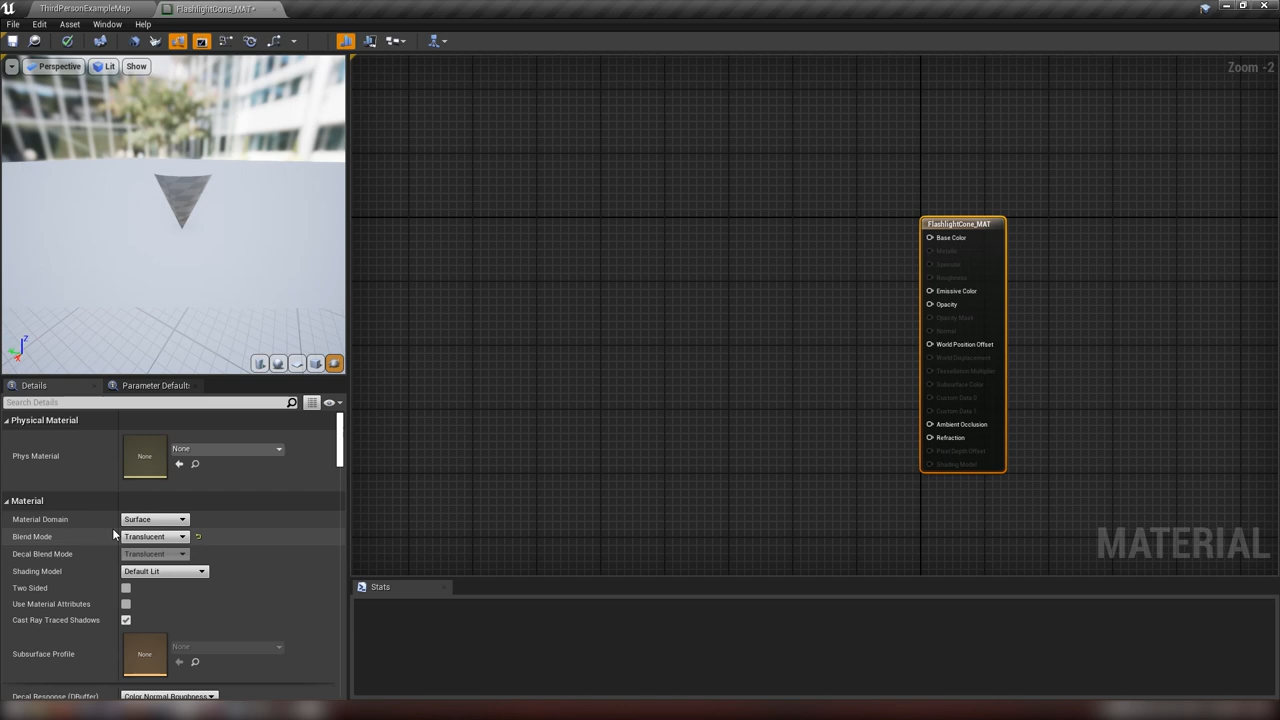 ThirdPersonExampleMap
FlashlightCone_MAT*
File Edit Asset Window Help
Perspective Lit Show
Zoom -2
FlashlightCone_MAT
Base Color
Metallic
Specular
Roughness
Emissive Color
Opacity
Opacity Mask
Normal
World Position Offset
World Displacement
Tessellation Multiplier
Subsurface Color
Custom Data 0
Custom Data 1
Ambient Occlusion
Refraction
Pixel Depth Offset
Shading Model
Z
MATERIAL
Details
Parameter Default:
Search Details
Physical Material
Phys Material
None
None
Material
Material Domain Surface
Blend Mode Translucent
Decal Blend Mode Translucent
Shading Model Default Lit
Two Sided
Use Material Attributes
Cast Ray Traced Shadows
Subsurface Profile
None
None
Decal Response (DBuffer) Color Normal Roughness
Stats